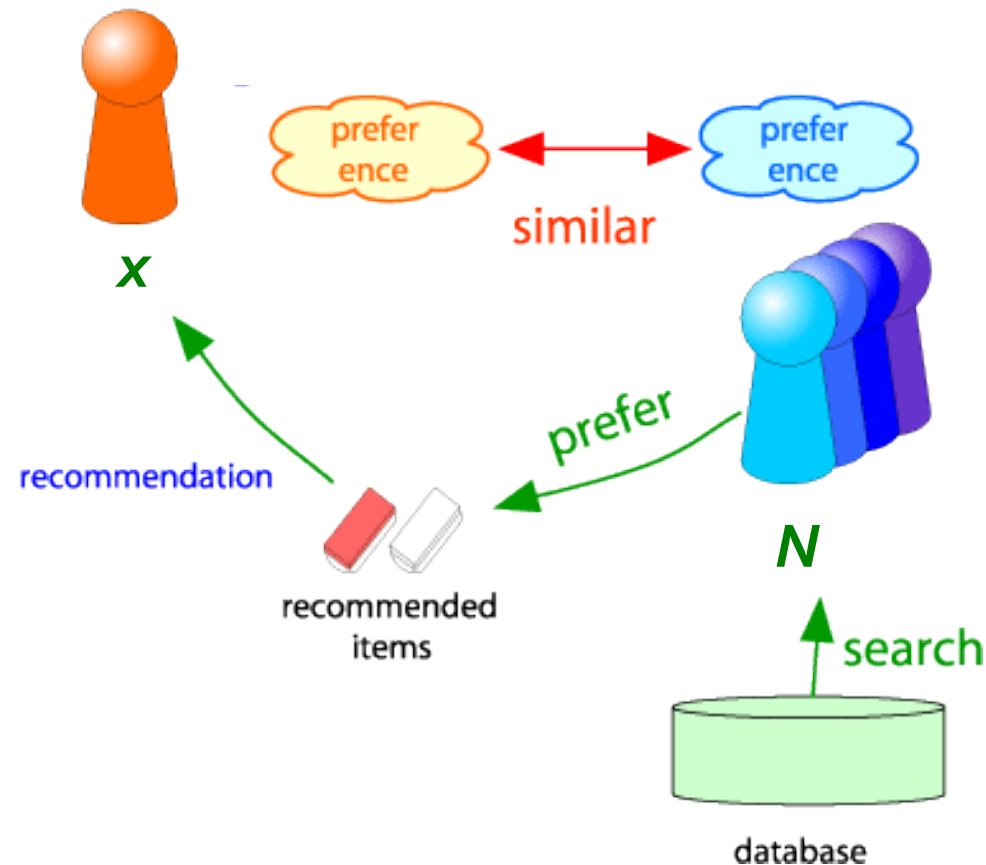 prefer
ence
prefer
ence
similar
x
prefer
recommendation
N
recommended
items
search
database